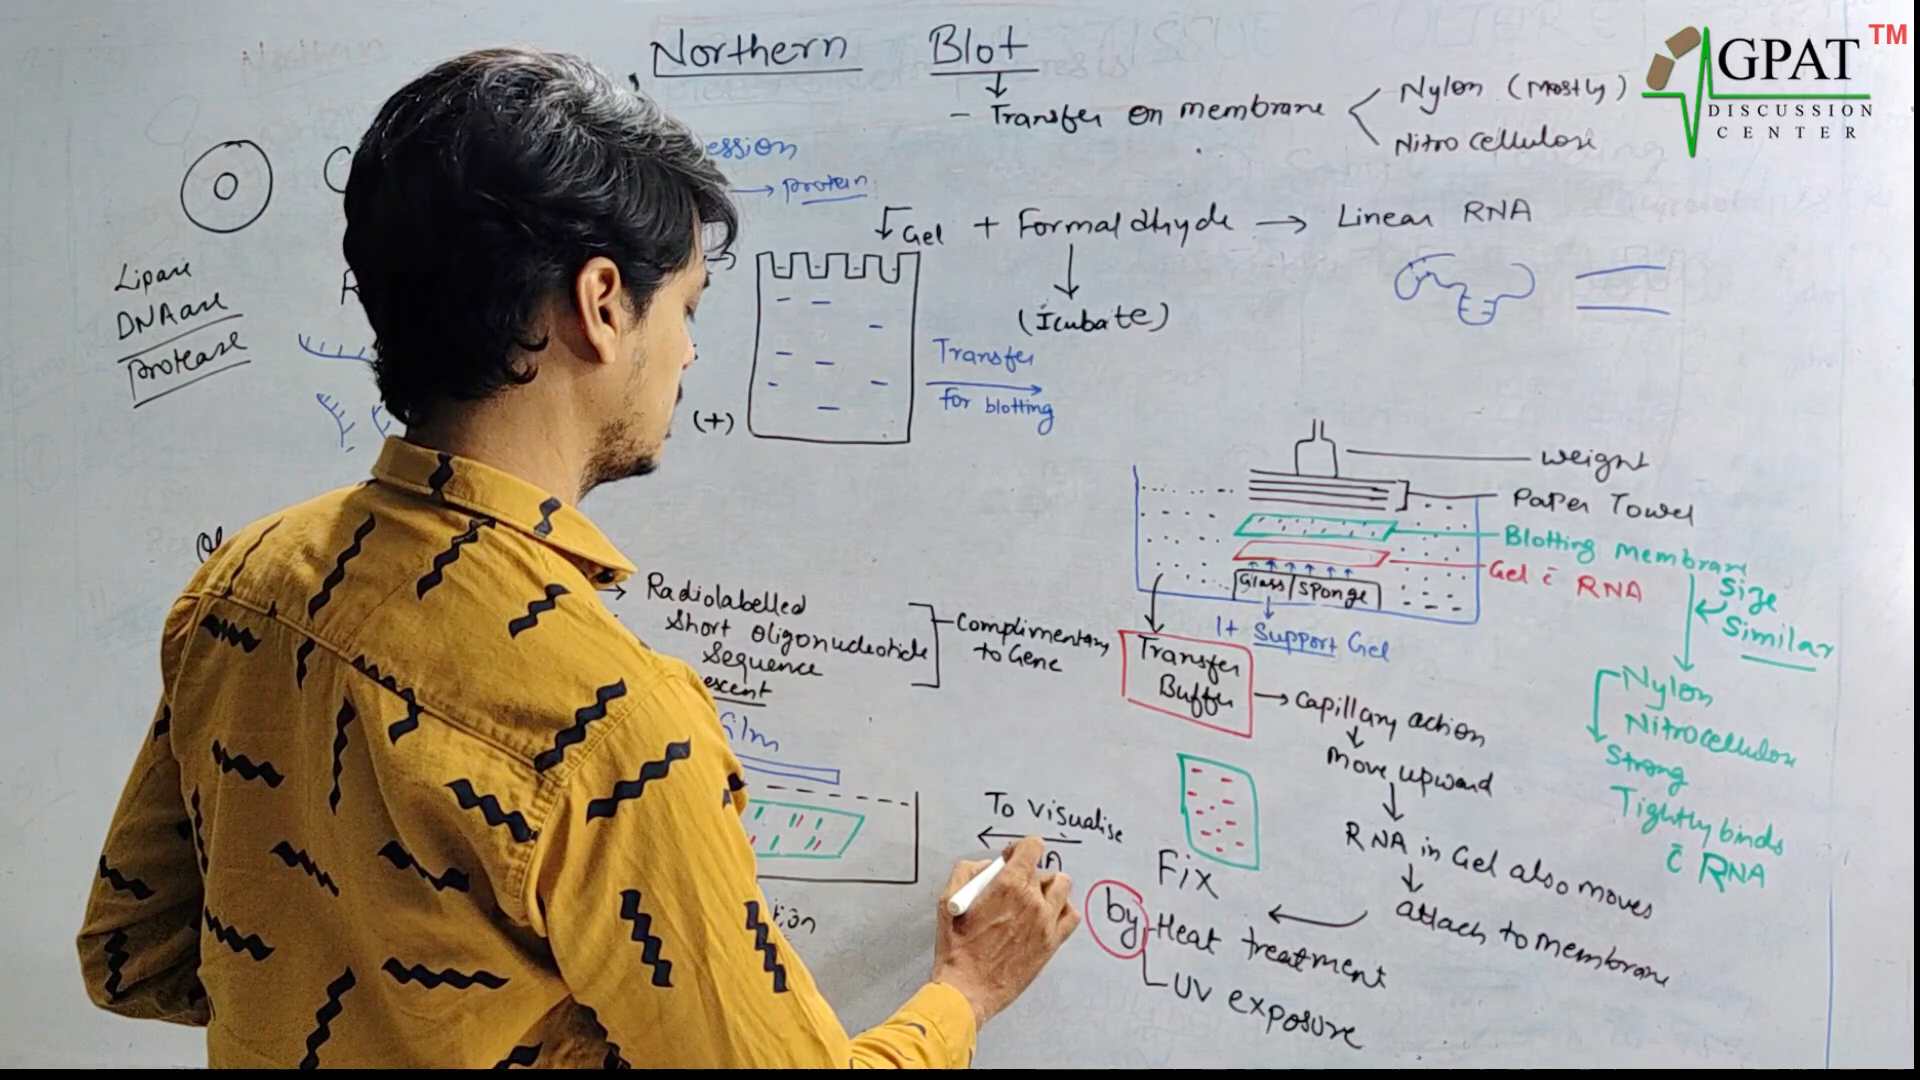 Northern Blot
TM
GPAT
DISCUSSION
CENTER
- Transfer on membrane
Nylon (Mostly)
Nitrocellulose
ession
→ protein
Gel + Formaldhyde → Linear RNA
(Icubate)
Lipase
DNAase
Protease
(+)
Transfer
for blotting
Weight
Paper Towel
Blotting membrane
Gel c̄ RNA
Glass/sponge
It Support Gel
Size
Similar
Radiolabelled
Short oligonucleotide
Sequence
escent
Complimentary
to Gene
Transfer
Buffer
→ Capillary action
Move upward
RNA in Gel also moves
attach to membrane
Nylon
Nitrocellulose
Strong
Tightly binds
c̄ RNA
film
To visualise
Fix
by
Heat treatment
UV exposure